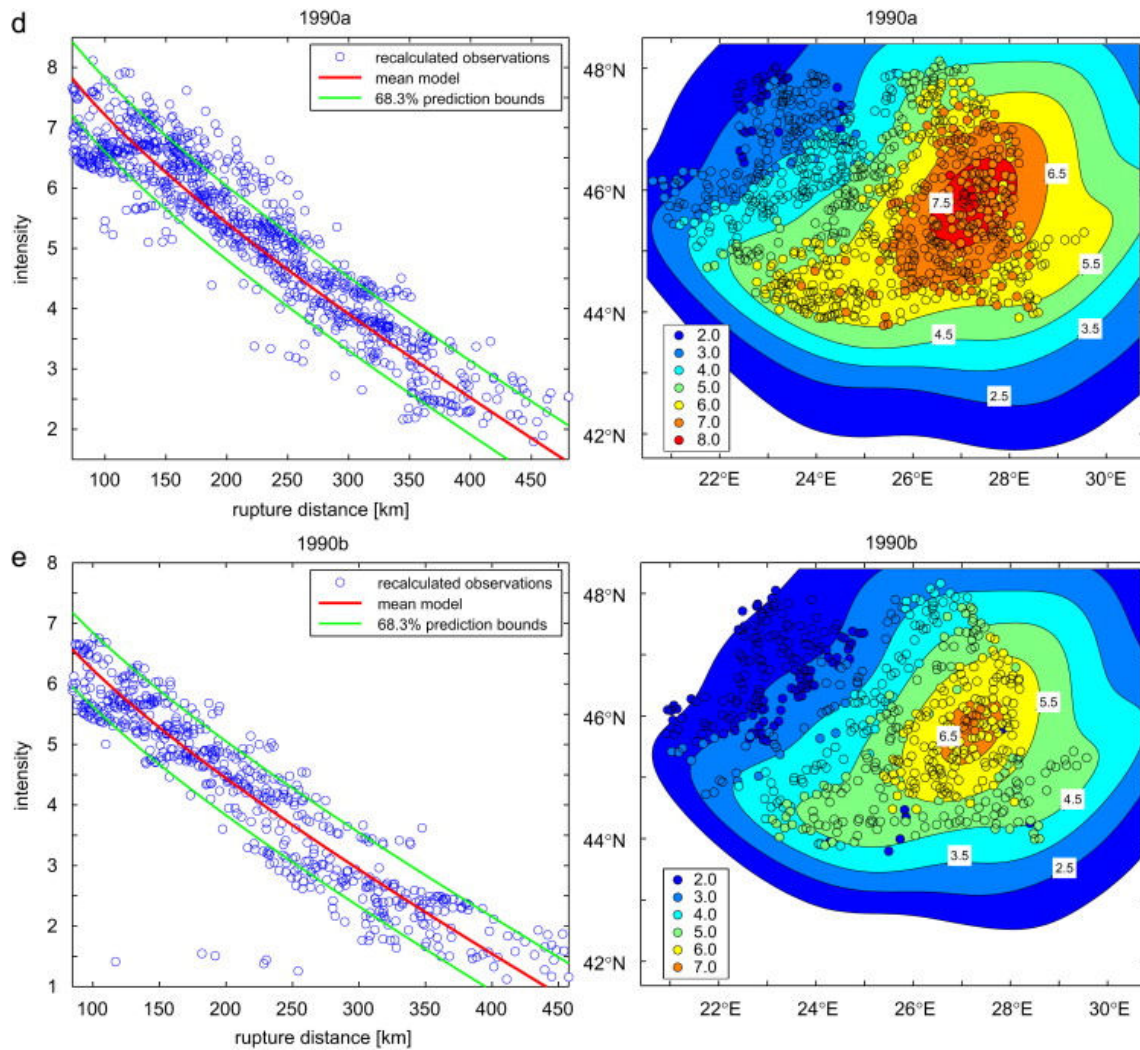 d
1990a
recalculated observations
mean model
68.3% prediction bounds
8
7
6
5
4
3
2
intensity
100 150 200 250 300 350 400 450
rupture distance [km]
1990a
48°N
46°N
44°N
42°N
7.5
6.5
5.5
4.5
3.5
2.5
2.0
3.0
4.0
5.0
6.0
7.0
8.0
22°E 24°E 26°E 28°E 30°E
e
1990b
recalculated observations
mean model
68.3% prediction bounds
8
7
6
5
4
3
2
1
intensity
100 150 200 250 300 350 400 450
rupture distance [km]
1990b
48°N
46°N
44°N
42°N
5.5
6.5
4.5
3.5
2.5
2.0
3.0
4.0
5.0
6.0
7.0
22°E 24°E 26°E 28°E 30°E